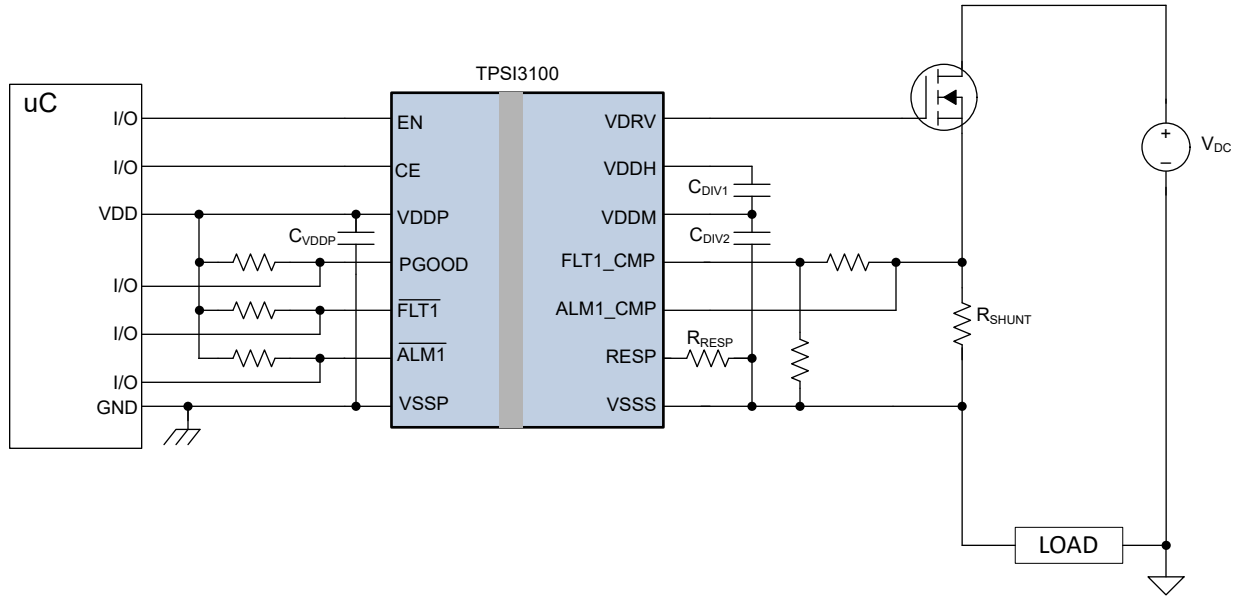 TPSI3100
uC
I/O
I/O
VDD
I/O
I/O
I/O
GND
CVDDP
EN
CE
VDDP
PGOOD
FLT1
ALM1
VSSP
VDRV
VDDH
VDDM
FLT1_CMP
ALM1_CMP
RESP
VSSS
CDIV1
CDIV2
RRESP
RSHUNT
+
–
VDC
LOAD